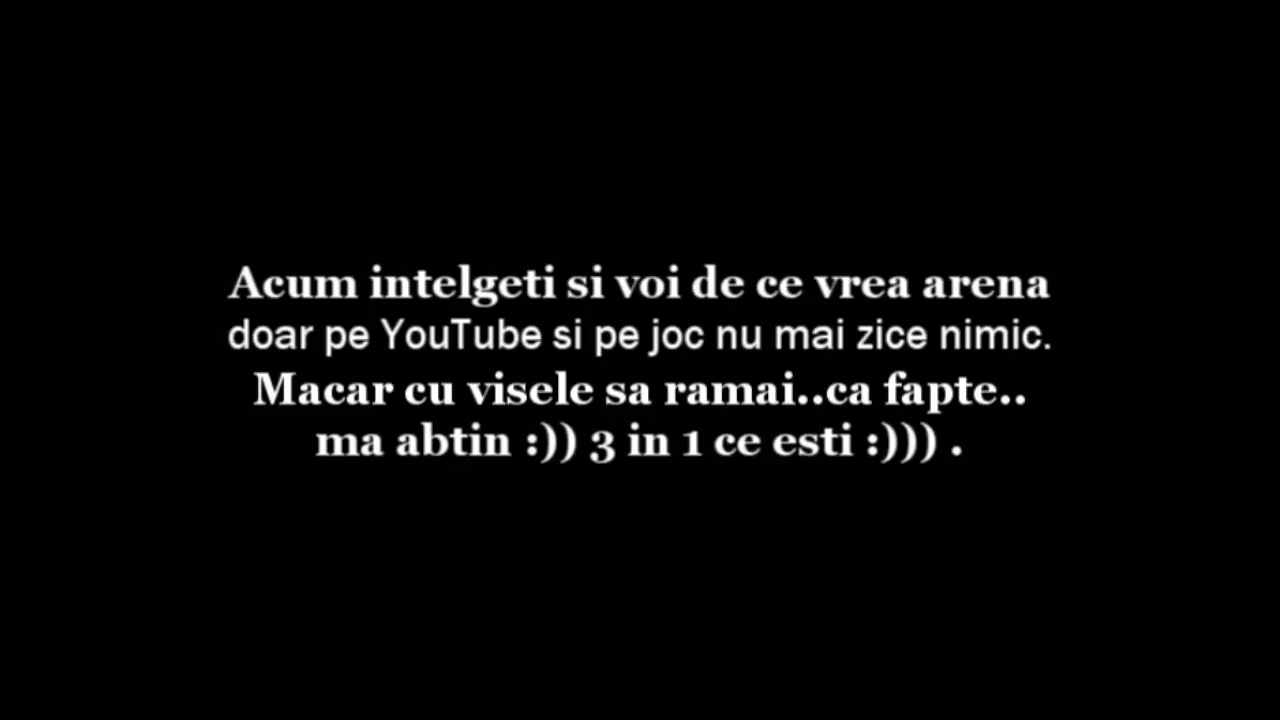 Acum intelgeti si voi de ce vrea arena
doar pe YouTube si pe joc nu mai zice nimic.
Macar cu visele sa ramai..ca fapte..
ma abtin :)) 3 in 1 ce esti :))) .